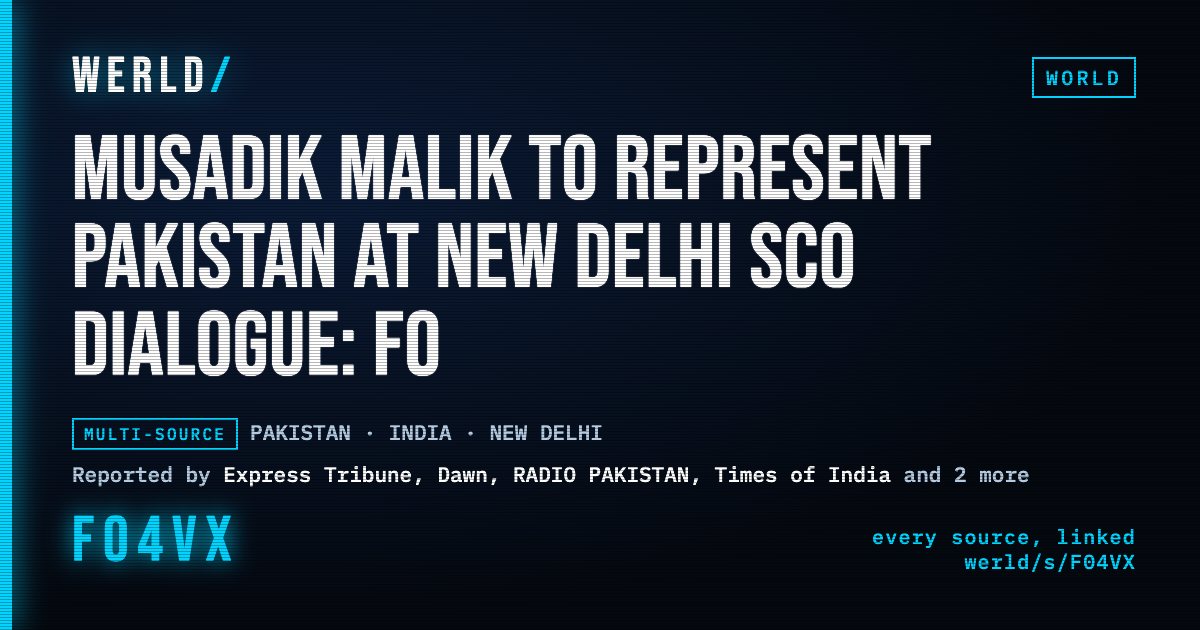 WERLD/
WORLD
MUSADIK MALIK TO REPRESENT
PAKISTAN AT NEW DELHI SCO
DIALOGUE: FO
MULTI-SOURCE PAKISTAN · INDIA · NEW DELHI
Reported by Express Tribune, Dawn, RADIO PAKISTAN, Times of India and 2 more
F04VX
every source, linked
werld/s/F04VX